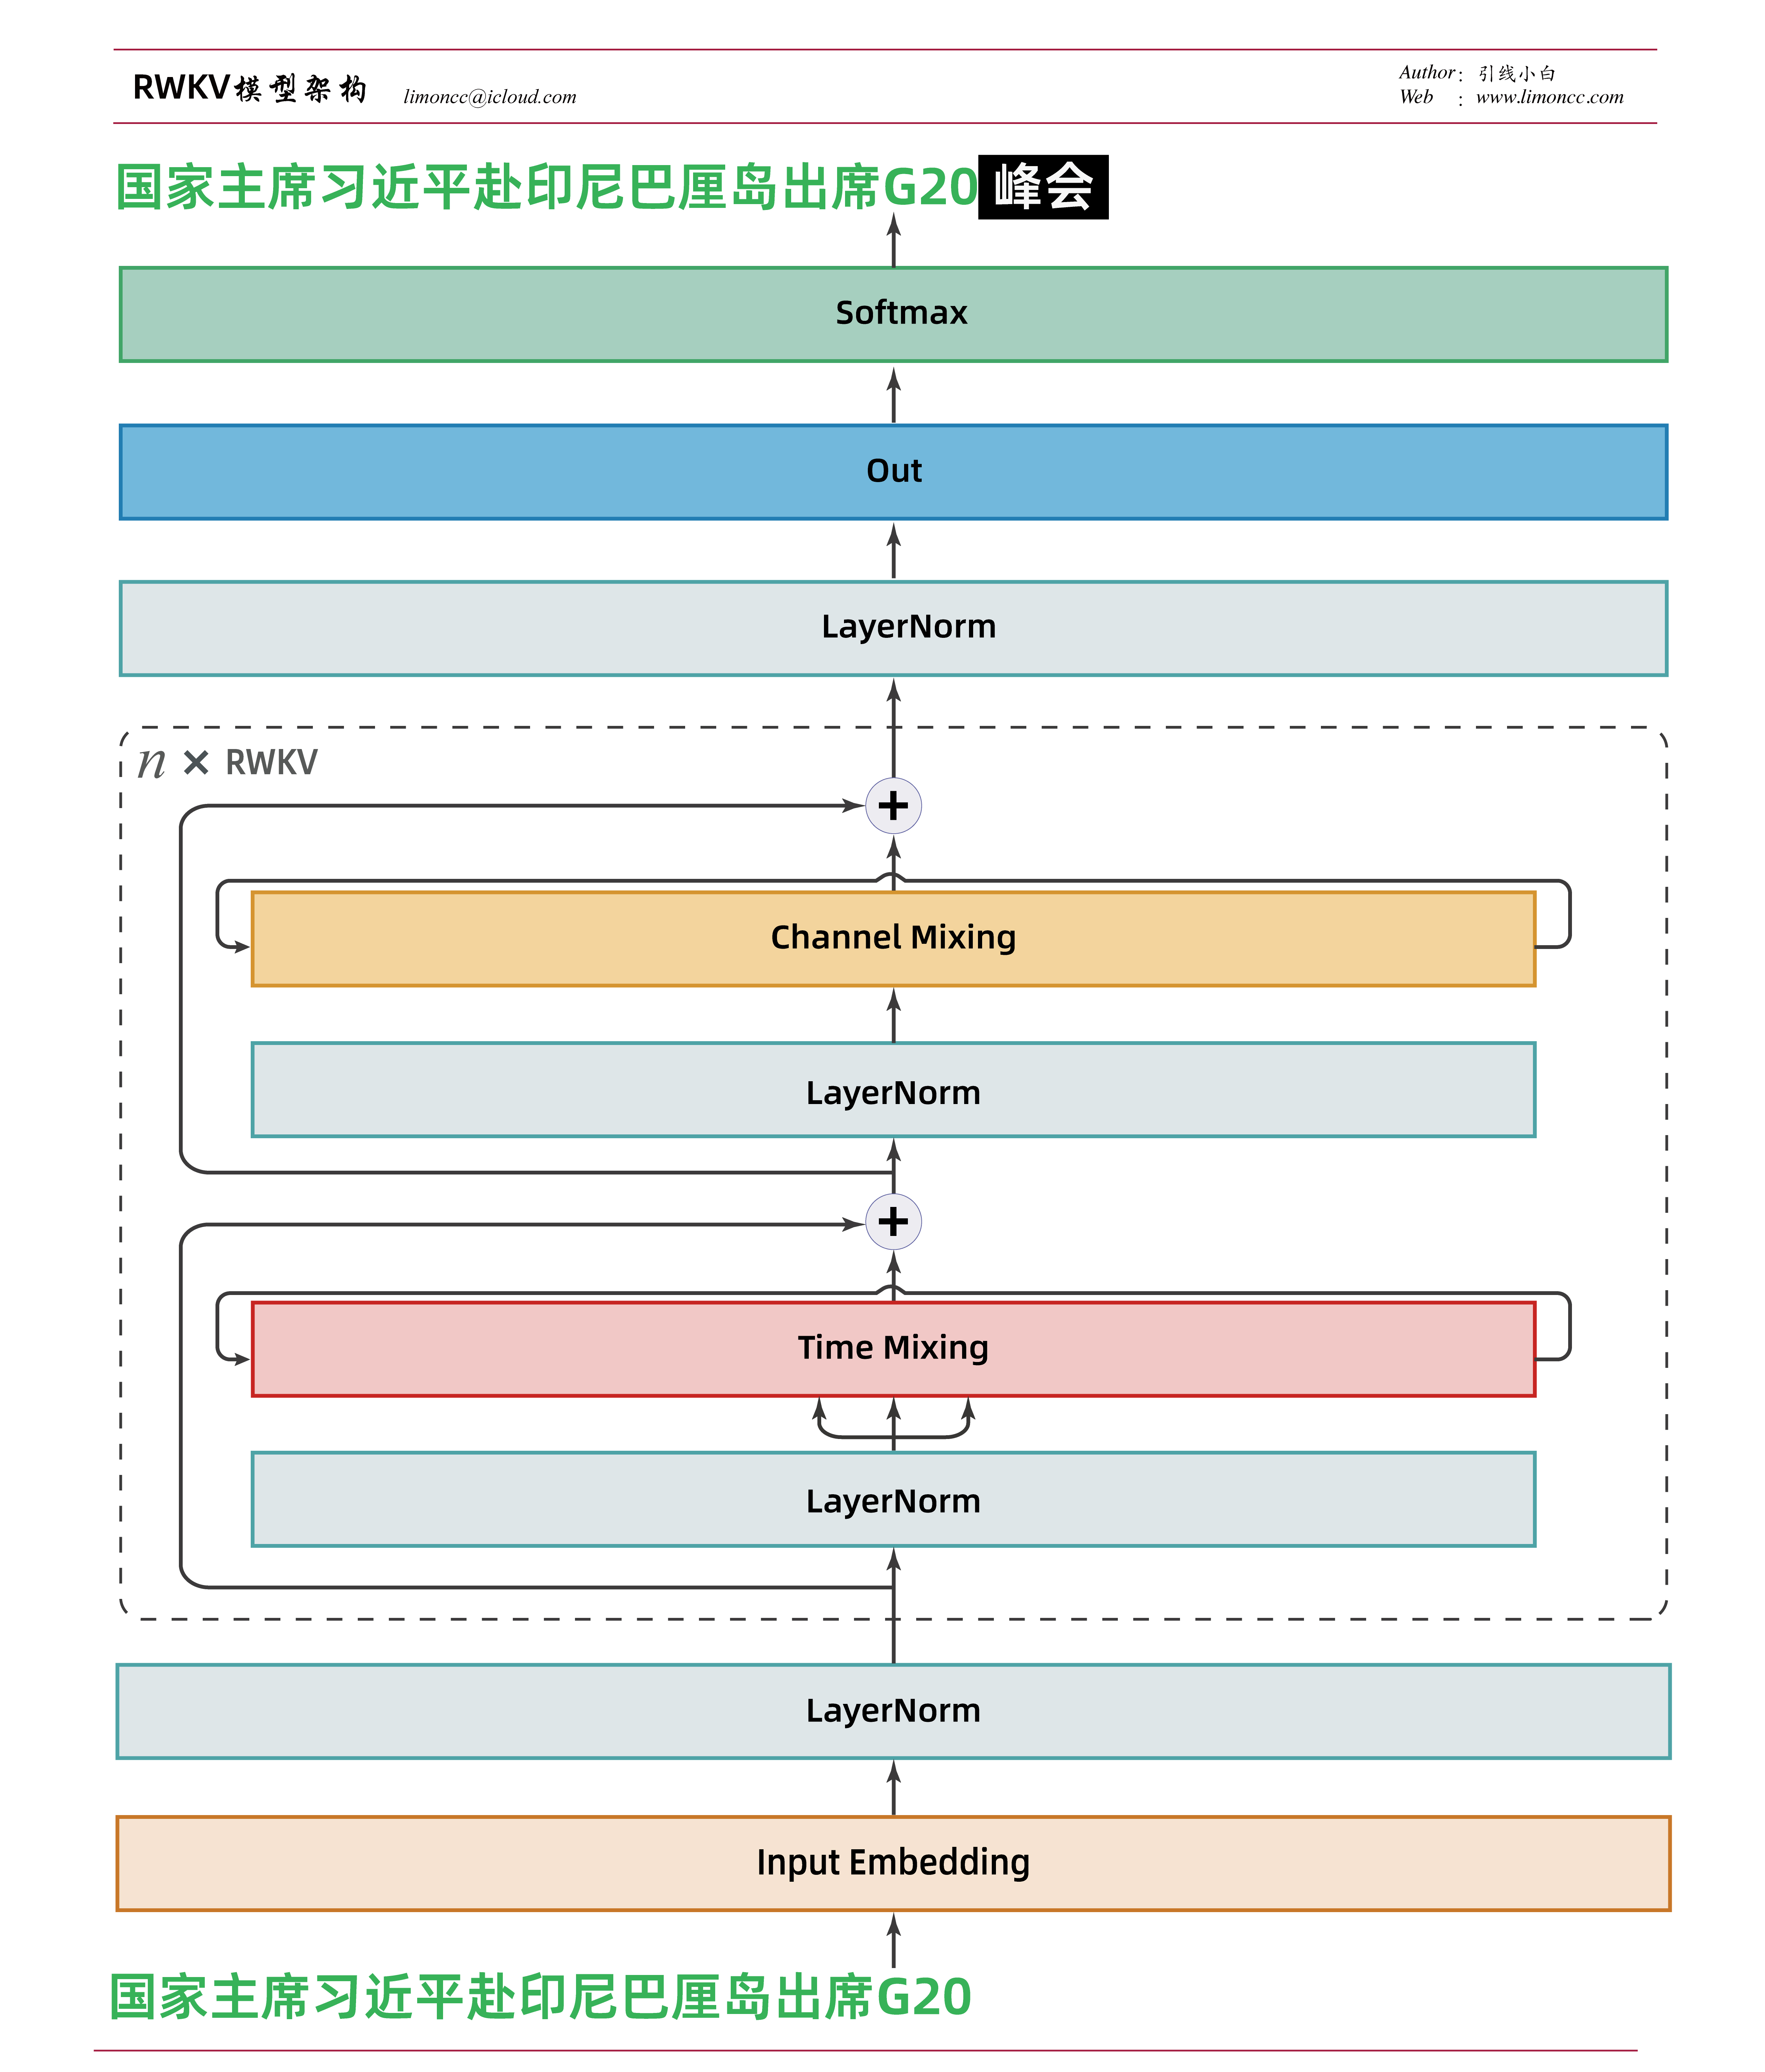 RWKV模型架构 limoncc@icloud.com
Author: 引线小白
Web : www.limoncc.com
国家主席习近平赴印尼巴厘岛出席G20峰会
Softmax
Out
LayerNorm
n × RWKV
+
Channel Mixing
LayerNorm
+
Time Mixing
LayerNorm
LayerNorm
Input Embedding
国家主席习近平赴印尼巴厘岛出席G20